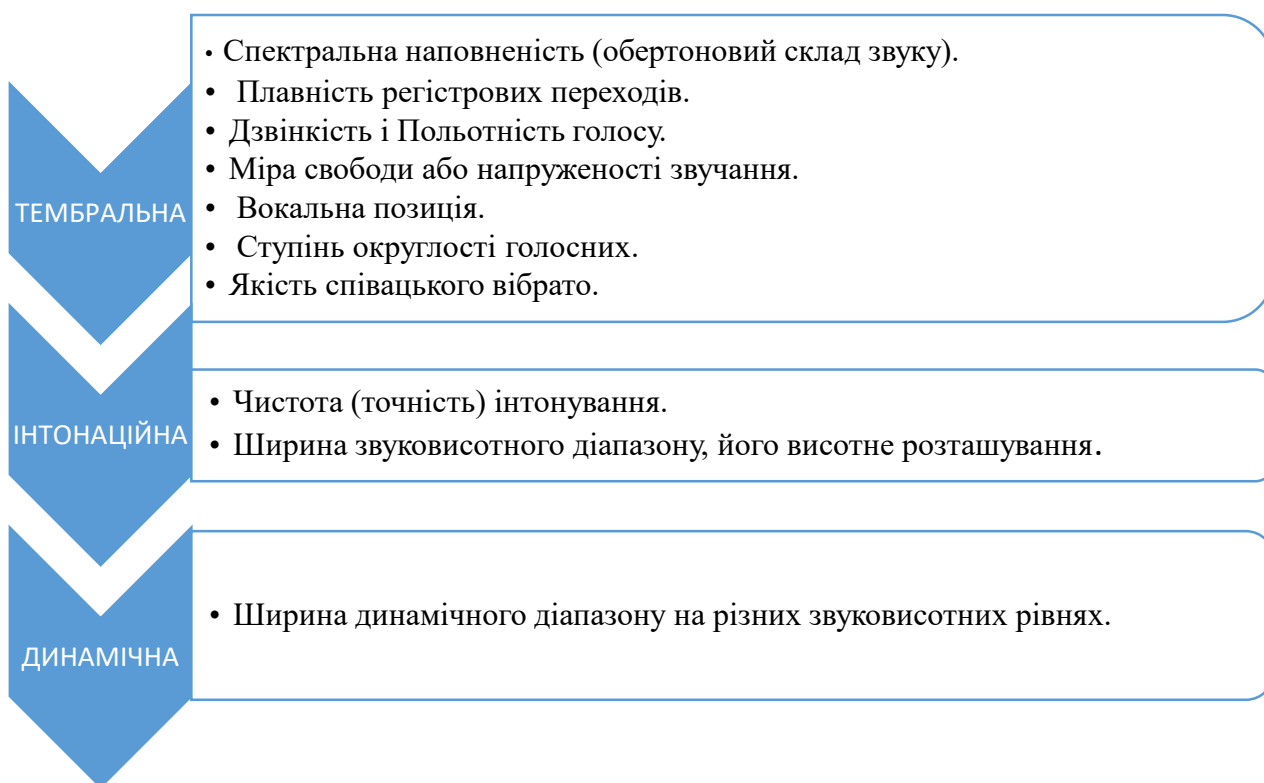 • Спектральна наповненість (обертоновий склад звуку).
• Плавність регістрових переходів.
• Дзвінкість і Польотність голосу.
• Міра свободи або напруженості звучання.
ТЕМБРАЛЬНА
• Вокальна позиція.
• Ступінь округлості голосних.
• Якість співацького вібрато.
ІНТОНАЦІЙНА
• Чистота (точність) інтонування.
• Ширина звуковисотного діапазону, його висотне розташування.
ДИНАМІЧНА
• Ширина динамічного діапазону на різних звуковисотних рівнях.